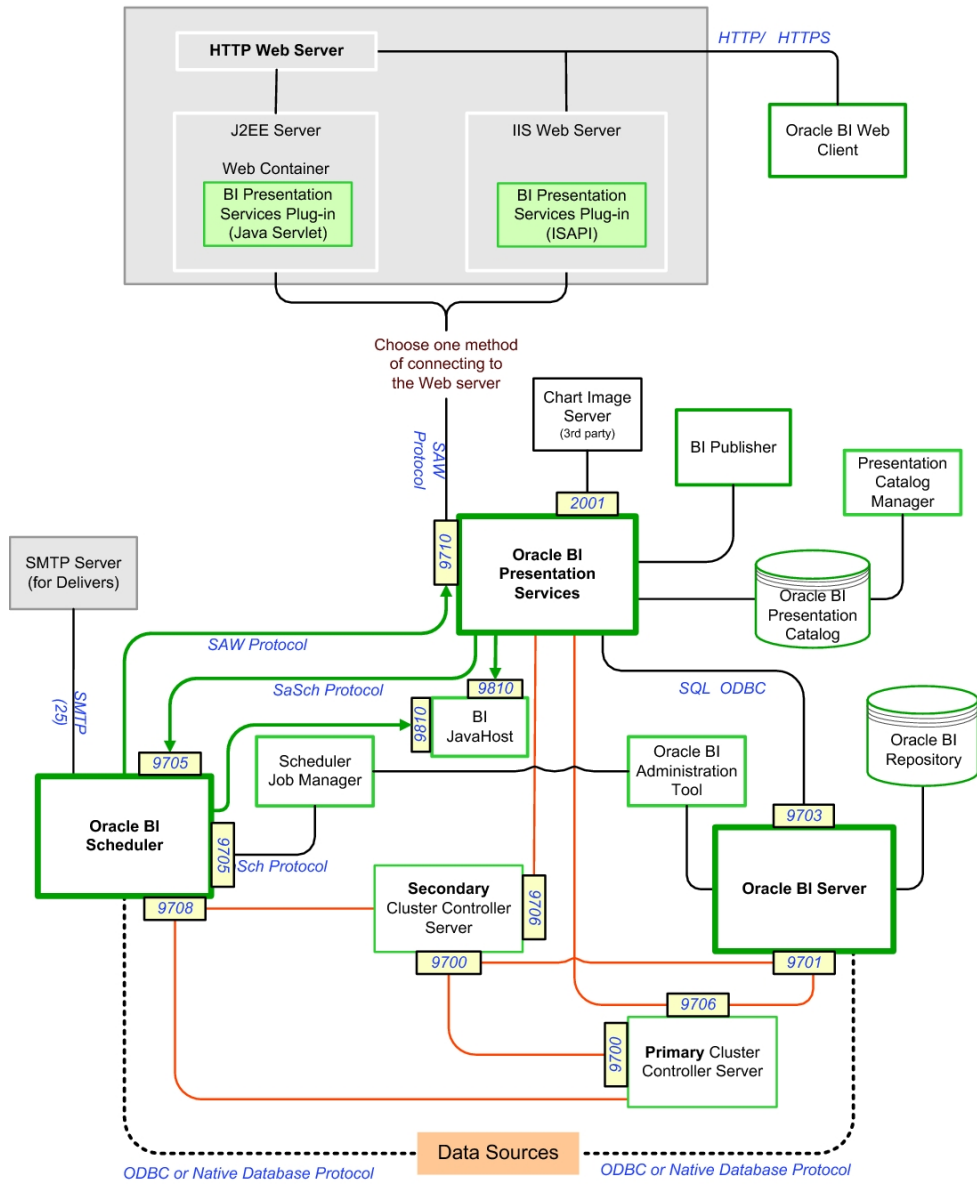 HTTP Web Server
HTTP/ HTTPS
J2EE Server
Web Container
BI Presentation
Services Plug-in
(Java Servlet)
IIS Web Server
BI Presentation
Services Plug-in
(ISAPI)
Oracle BI Web
Client
Choose one method
of connecting to
the Web server
SAW
Protocol
Chart Image
Server
(3rd party)
BI Publisher
Presentation
Catalog
Manager
2001
9710
Oracle BI
Presentation
Services
SMTP Server
(for Delivers)
Oracle BI
Presentation
Catalog
SAW Protocol
SaSch Protocol
SQL ODBC
SMTP
(25)
9810
9810
BI
JavaHost
Oracle BI
Repository
9705
Scheduler
Job Manager
Oracle BI
Administration
Tool
9703
Oracle BI
Scheduler
9705
Sch Protocol
Oracle BI Server
Secondary
Cluster Controller
Server
9706
9708
9700
9701
9706
9700
Primary Cluster
Controller Server
Data Sources
ODBC or Native Database Protocol
ODBC or Native Database Protocol